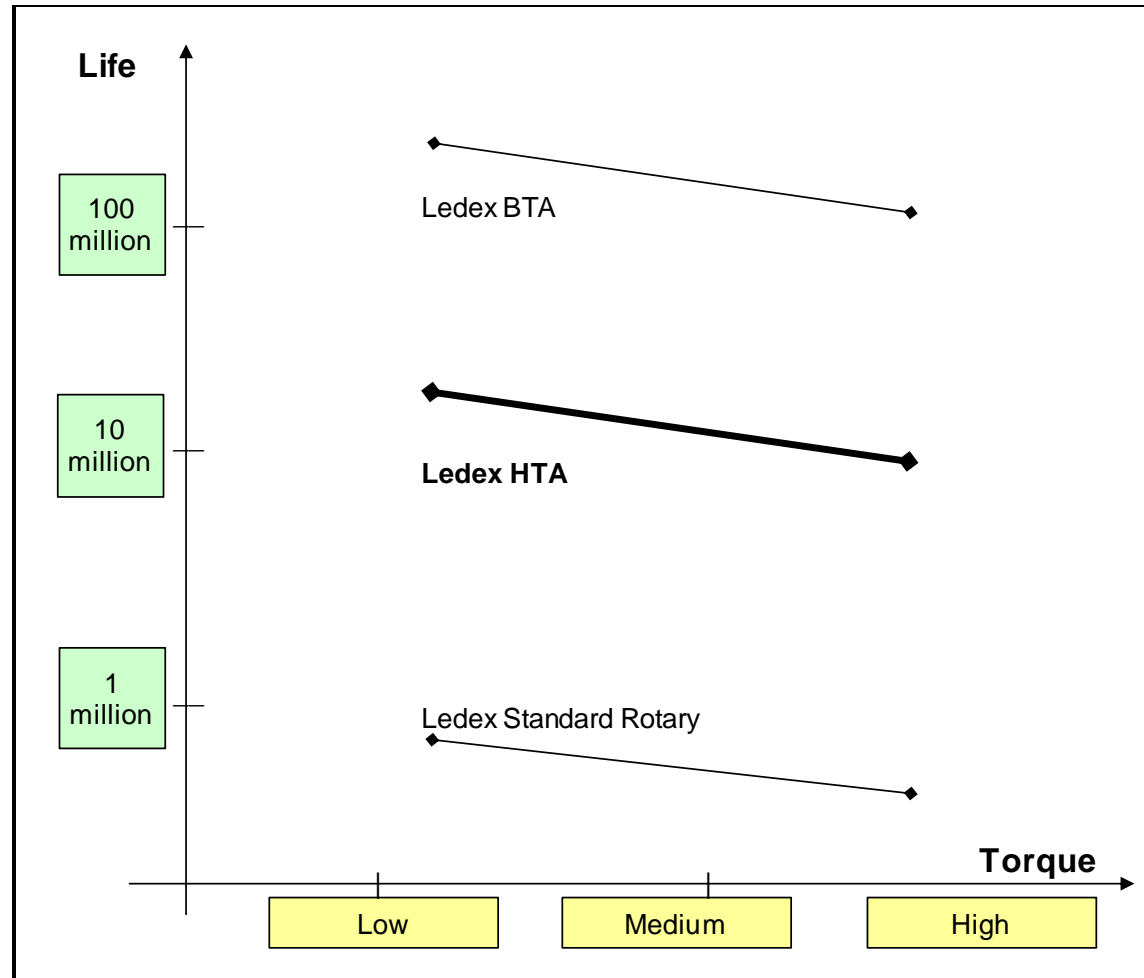 Life
100
million
Ledex BTA
10
million
Ledex HTA
1
million
Ledex Standard Rotary
Torque
Low
Medium
High